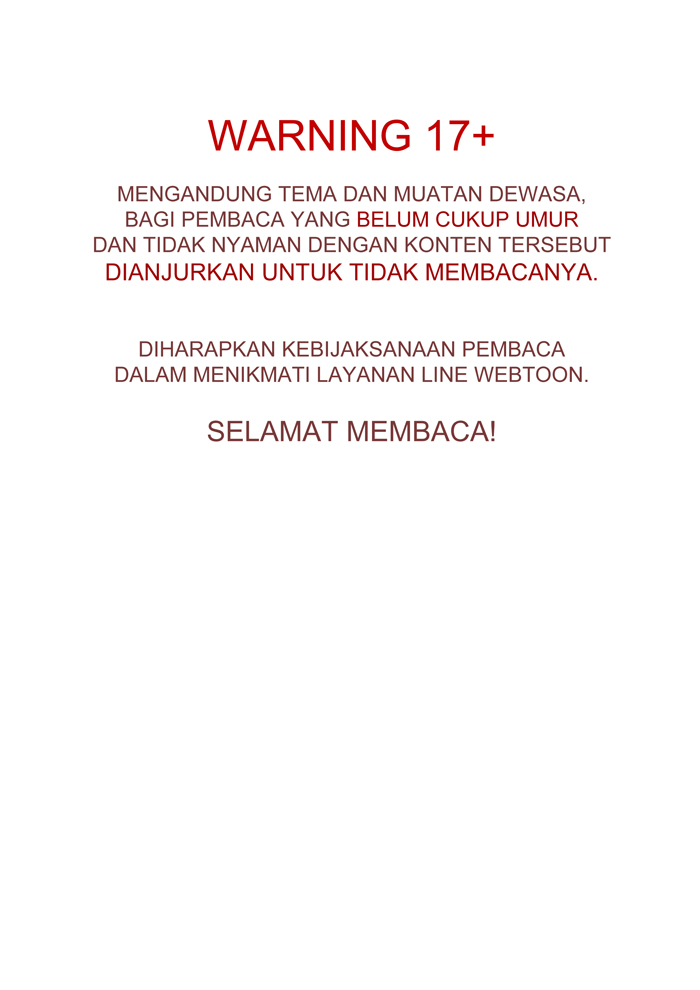 WARNING 17+
MENGANDUNG TEMA DAN MUATAN DEWASA,
BAGI PEMBACA YANG BELUM CUKUP UMUR
DAN TIDAK NYAMAN DENGAN KONTEN TERSEBUT
DIANJURKAN UNTUK TIDAK MEMBACANYA.
DIHARAPKAN KEBIJAKSANAAN PEMBACA
DALAM MENIKMATI LAYANAN LINE WEBTOON.
SELAMAT MEMBACA!